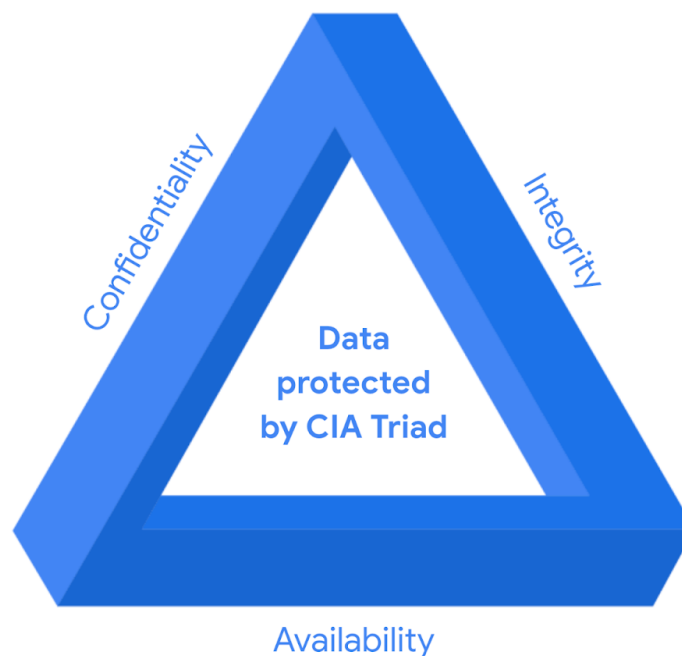 Confidentiality
Integrity
Data
protected
by CIA Triad
Availability